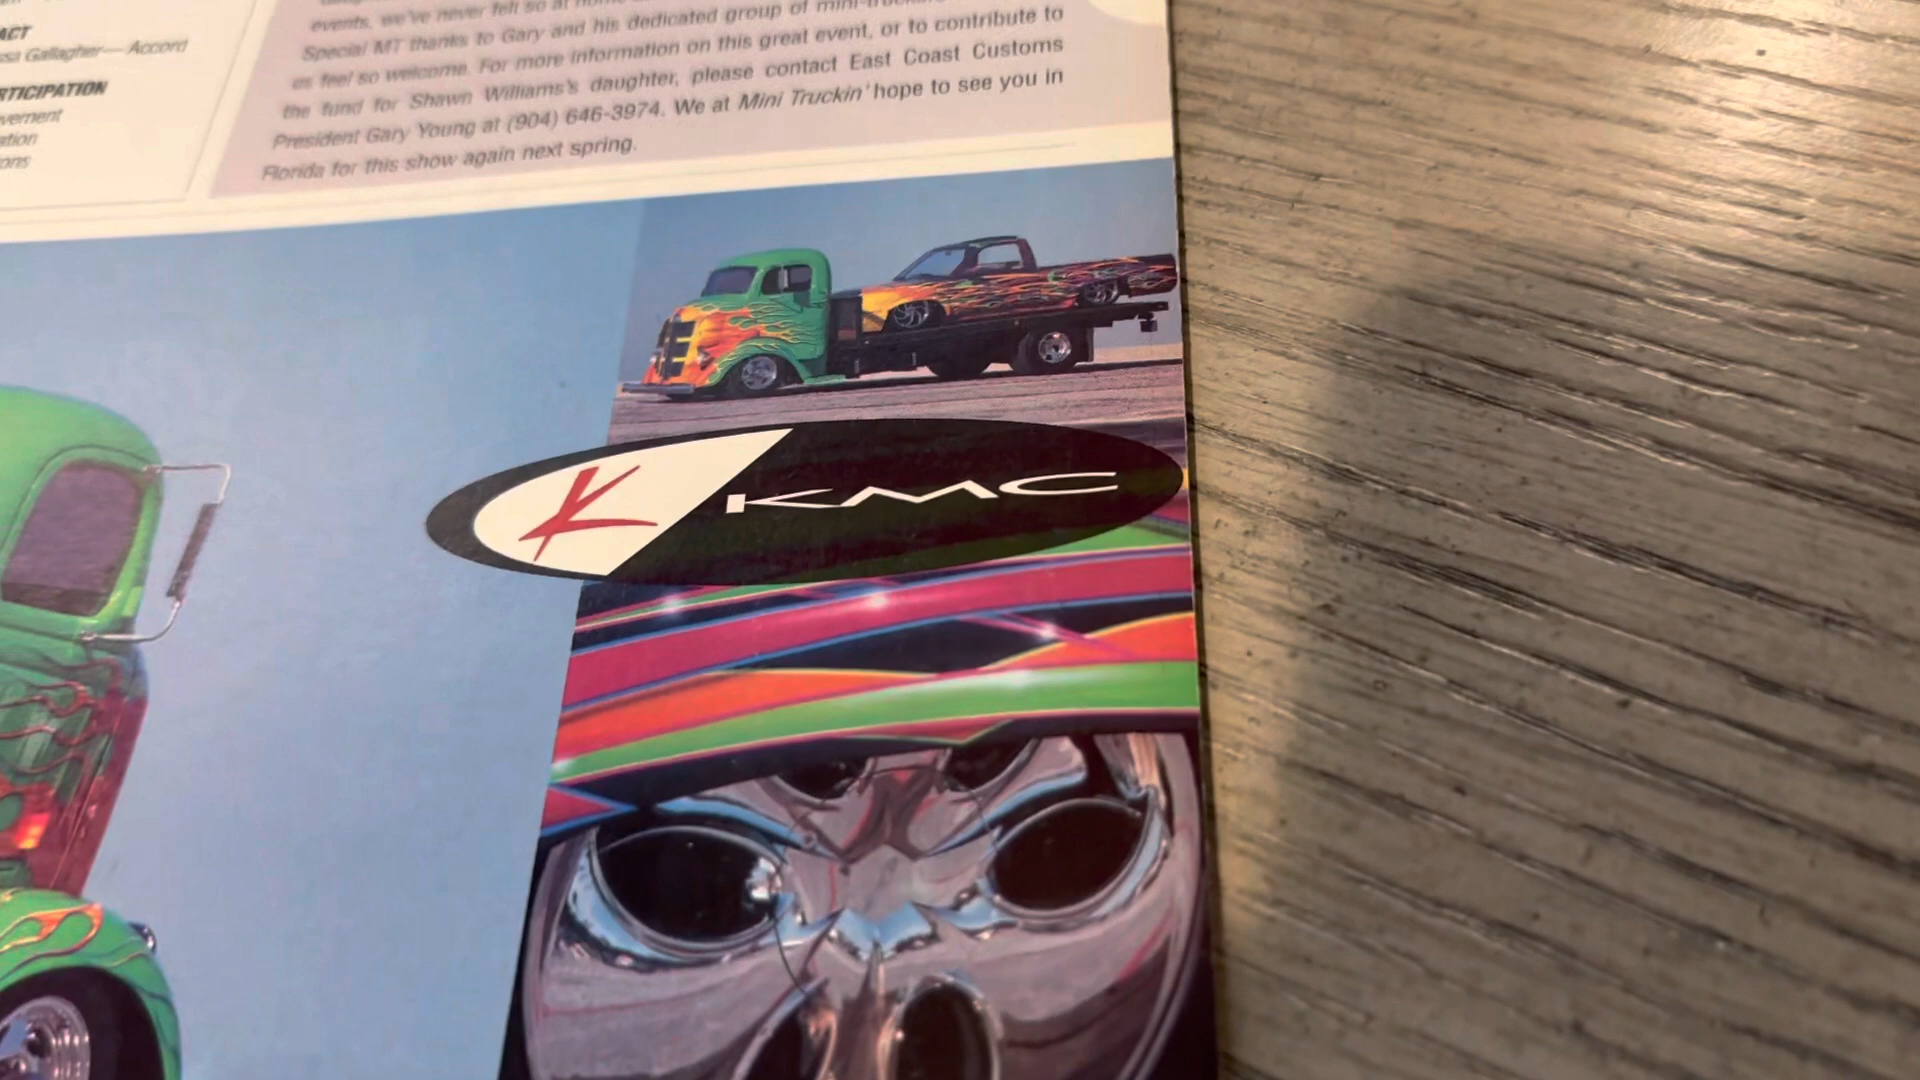 ACT
Gallagher—Accord
RTICIPATION
vement
ation
ons
events, we've never felt so at home
Special MT thanks to Gary and his dedicated group of
us feel so welcome. For more information on this great event, or to contribute to
the fund for Shawn Williams's daughter, please contact East Coast Customs
President Gary Young at (904) 646-3974. We at Mini Truckin' hope to see you in
Florida for this show again next spring.
K KMC